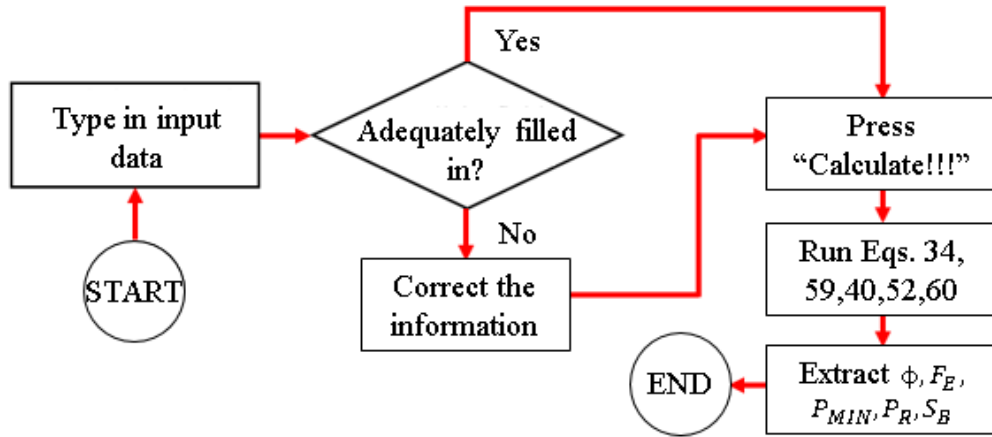 START
Type in input
data
Adequately filled
in?
Yes
No
Correct the
information
Press
“Calculate!!!”
Run Eqs. 34,
59,40,52,60
Extract ϕ, F_E,
P_MIN, P_R, S_B
END